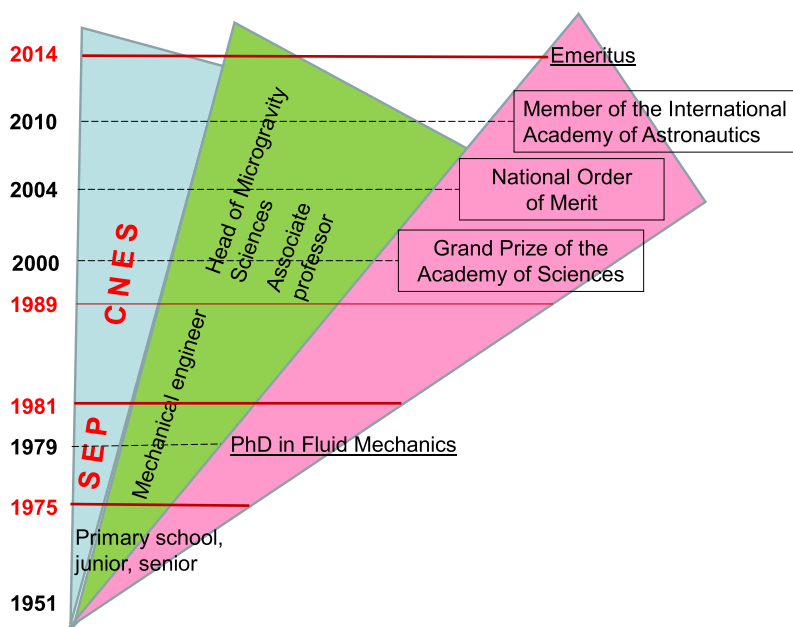 2014
Emeritus
2010
Member of the International
Academy of Astronautics
2004
National Order
of Merit
2000
Grand Prize of the
Academy of Sciences
1989
CNES
Head of Microgravity
Sciences
Associate
professor
Mechanical engineer
1981
SEP
1979
PhD in Fluid Mechanics
1975
Primary school,
junior, senior
1951